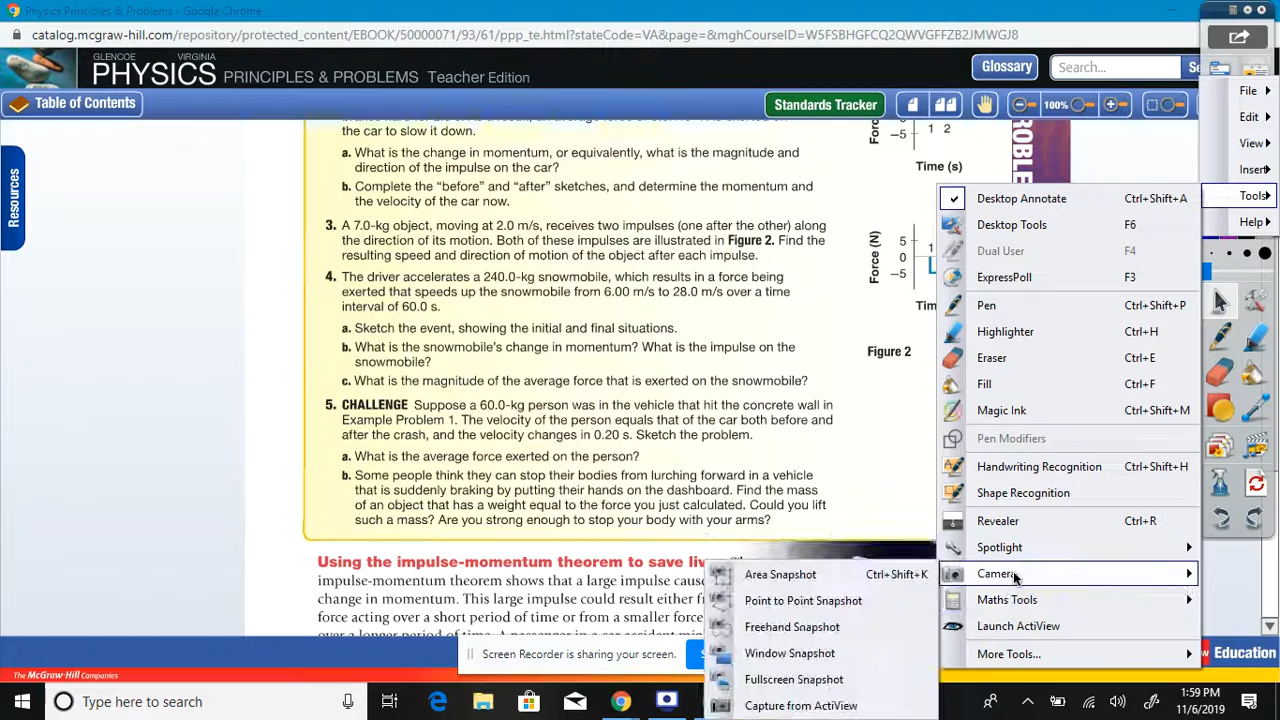 Physics Principles & Problems - Google Chrome
catalog.mcgraw-hill.com/repository/protected_content/EBOOK/50000071/93/61/prp_te.html?stateCode=VA&page=&mghCourseID=W5FSBHGFCQ2QWVGFFZB2JMWGJ8
GLENCOE VIRGINIA
PHYSICS PRINCIPLES & PROBLEMS Teacher Edition
Glossary
Search...
Table of Contents
Standards Tracker
100%
Resources
the car to slow it down.
a. What is the change in momentum, or equivalently, what is the magnitude and
direction of the impulse on the car?
b. Complete the “before” and “after” sketches, and determine the momentum and
the velocity of the car now.
3. A 7.0-kg object, moving at 2.0 m/s, receives two impulses (one after the other) along
the direction of its motion. Both of these impulses are illustrated in Figure 2. Find the
resulting speed and direction of motion of the object after each impulse.
4. The driver accelerates a 240.0-kg snowmobile, which results in a force being
exerted that speeds up the snowmobile from 6.00 m/s to 28.0 m/s over a time
interval of 60.0 s.
a. Sketch the event, showing the initial and final situations.
b. What is the snowmobile's change in momentum? What is the impulse on the
snowmobile?
c. What is the magnitude of the average force that is exerted on the snowmobile?
5. CHALLENGE Suppose a 60.0-kg person was in the vehicle that hit the concrete wall in
Example Problem 1. The velocity of the person equals that of the car both before and
after the crash, and the velocity changes in 0.20 s. Sketch the problem.
a. What is the average force exerted on the person?
b. Some people think they can stop their bodies from lurching forward in a vehicle
that is suddenly braking by putting their hands on the dashboard. Find the mass
of an object that has a weight equal to the force you just calculated. Could you lift
such a mass? Are you strong enough to stop your body with your arms?
Using the impulse-momentum theorem to save
impulse-momentum theorem shows that a large impulse
change in momentum. This large impulse could result either
force acting over a short period of time or from a smaller
Force
-5
1 2
Time (s)
Force (N)
5
0
-5
1
Figure 2
File
Edit
View
Insert
Tools
Help
Desktop Annotate Ctrl+Shift+A
Desktop Tools F6
Dual User F4
ExpressPoll F3
Pen Ctrl+Shift+P
Highlighter Ctrl+H
Eraser Ctrl+E
Fill Ctrl+F
Magic Ink Ctrl+Shift+M
Pen Modifiers
Handwriting Recognition Ctrl+Shift+H
Shape Recognition
Revealer Ctrl+R
Spotlight
Camera
Maths Tools
Launch ActiView
More Tools...
Area Snapshot Ctrl+Shift+K
Point to Point Snapshot
Freehand Snapshot
Window Snapshot
Fullscreen Snapshot
Capture from ActiView
Screen Recorder is sharing your screen.
The McGraw-Hill Companies
Education
Type here to search
1:59 PM
11/6/2019